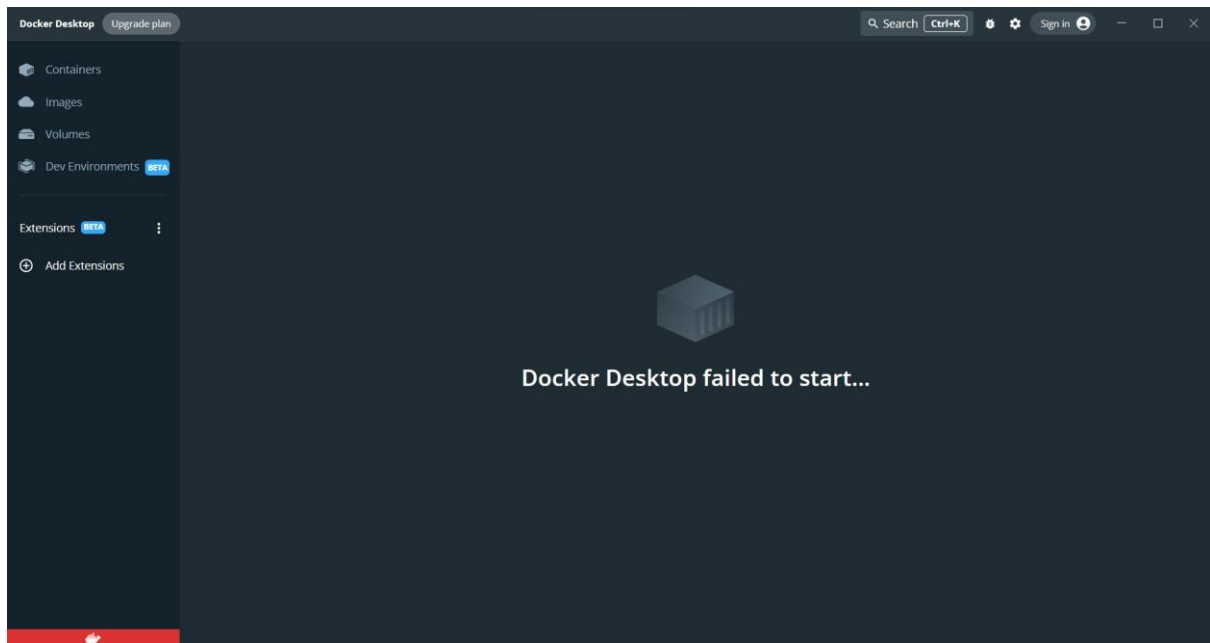 Docker Desktop Upgrade plan Search Ctrl+K Sign in
Containers
Images
Volumes
Dev Environments BETA
Extensions BETA
Add Extensions
Docker Desktop failed to start...